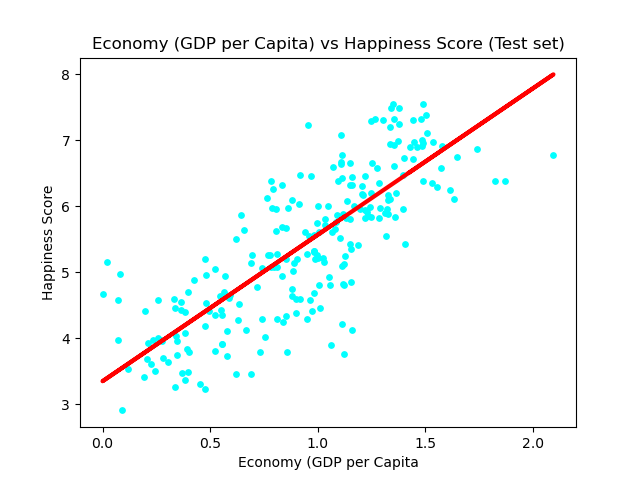 Economy (GDP per Capita) vs Happiness Score (Test set)
8
7
6
5
4
3
Happiness Score
0.0 0.5 1.0 1.5 2.0
Economy (GDP per Capita